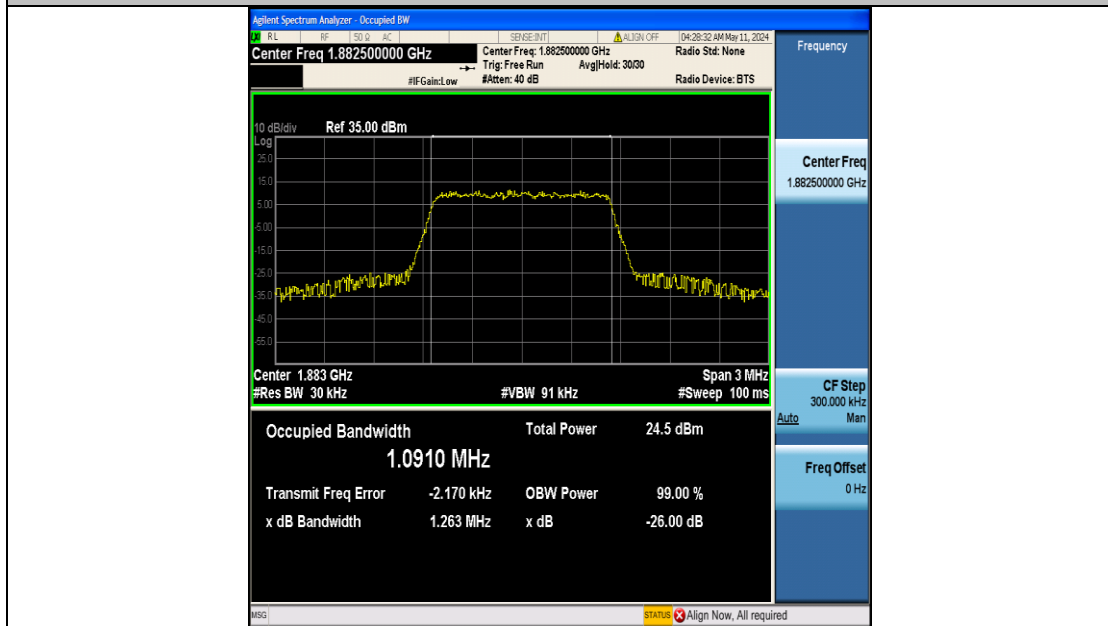 Agilent Spectrum Analyzer - Occupied BW
LXI RL RF 50 Ω AC SENSE:INT ALIGN OFF 04:28:32 AM May 11, 2024
Center Freq 1.882500000 GHz
Center Freq: 1.882500000 GHz
Radio Std: None
Trig: Free Run Avg|Hold: 30/30
#IFGain:Low #Atten: 40 dB Radio Device: BTS
10 dB/div Ref 35.00 dBm
Log
25.0
15.0
5.00
-5.00
-15.0
-25.0
-35.0
-45.0
-55.0
Center 1.883 GHz Span 3 MHz
#Res BW 30 kHz #VBW 91 kHz #Sweep 100 ms
Occupied Bandwidth Total Power 24.5 dBm
1.0910 MHz
Transmit Freq Error -2.170 kHz OBW Power 99.00 %
x dB Bandwidth 1.263 MHz x dB -26.00 dB
Frequency
Center Freq
1.882500000 GHz
CF Step
300.000 kHz
Auto Man
Freq Offset
0 Hz
MSG STATUS Align Now, All required